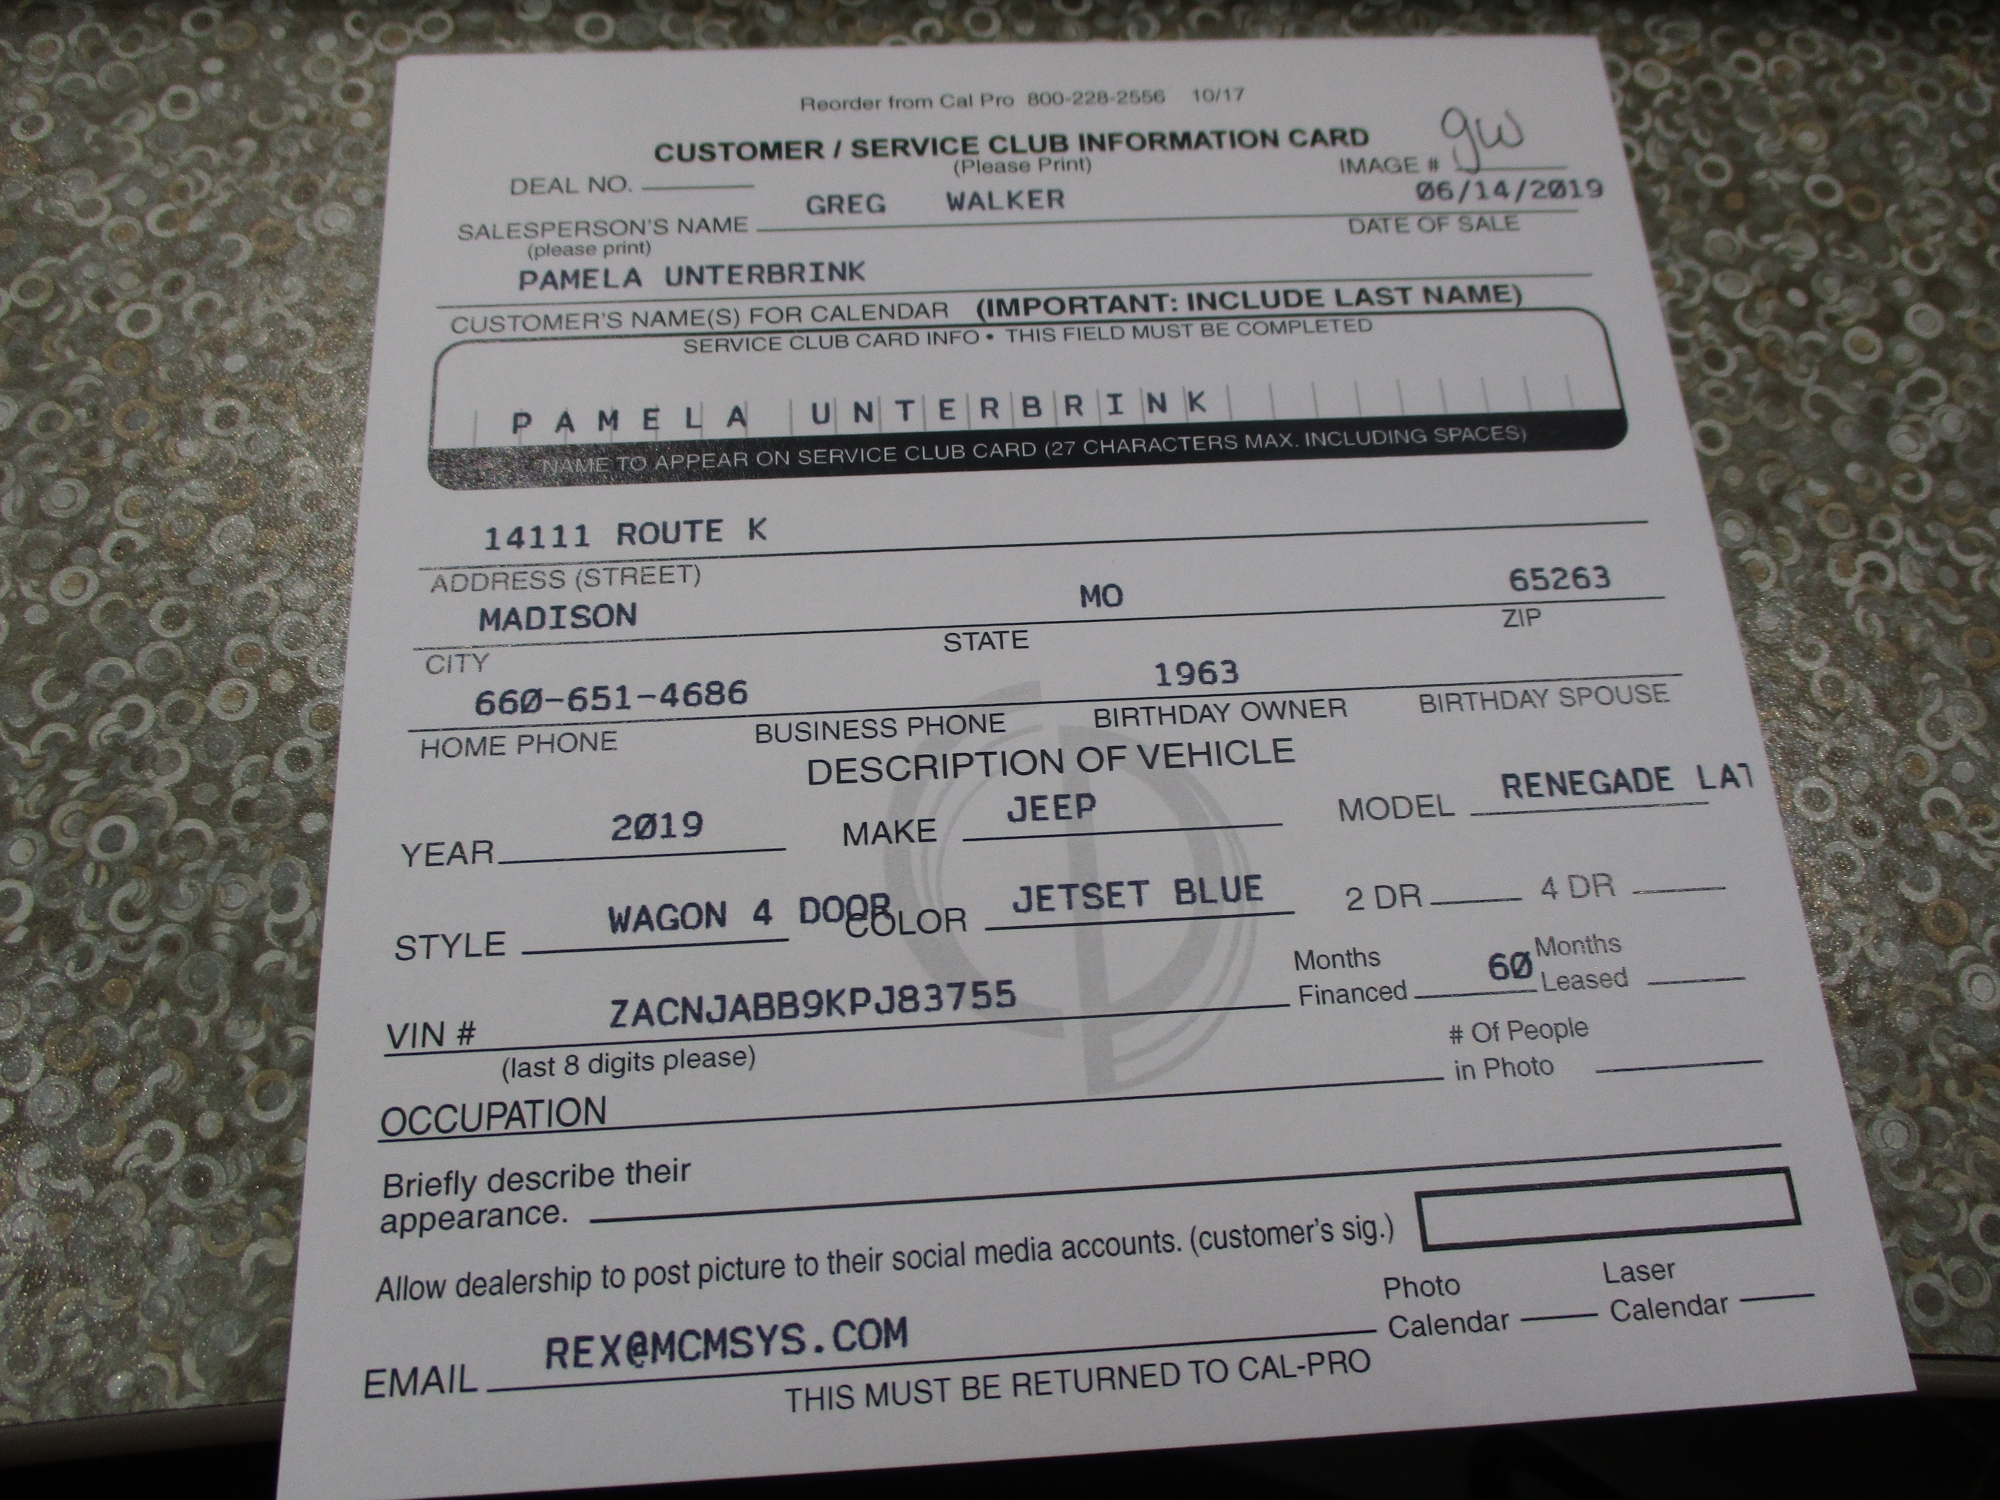 Reorder from Cal Pro 800-228-2556 10/17
CUSTOMER / SERVICE CLUB INFORMATION CARD
(Please Print)
DEAL NO. IMAGE # gw
GREG WALKER 06/14/2019
SALESPERSON'S NAME DATE OF SALE
(please print)
PAMELA UNTERBRINK
CUSTOMER'S NAME(S) FOR CALENDAR (IMPORTANT: INCLUDE LAST NAME)
SERVICE CLUB CARD INFO • THIS FIELD MUST BE COMPLETED
PAMELA UNTERBRINK
NAME TO APPEAR ON SERVICE CLUB CARD (27 CHARACTERS MAX. INCLUDING SPACES)
14111 ROUTE K
ADDRESS (STREET)
MADISON MO 65263
CITY STATE ZIP
660-651-4686 1963
HOME PHONE BUSINESS PHONE BIRTHDAY OWNER BIRTHDAY SPOUSE
DESCRIPTION OF VEHICLE
YEAR 2019 MAKE JEEP MODEL RENEGADE LAT
STYLE WAGON 4 DOOR COLOR JETSET BLUE 2 DR 4 DR
VIN # ZACNJABB9KPJ83755 Months Financed 60 Months Leased
(last 8 digits please)
OCCUPATION # Of People in Photo
Briefly describe their
appearance.
Allow dealership to post picture to their social media accounts. (customer's sig.)
EMAIL REX@MCMSYS.COM Photo Calendar Laser Calendar
THIS MUST BE RETURNED TO CAL-PRO